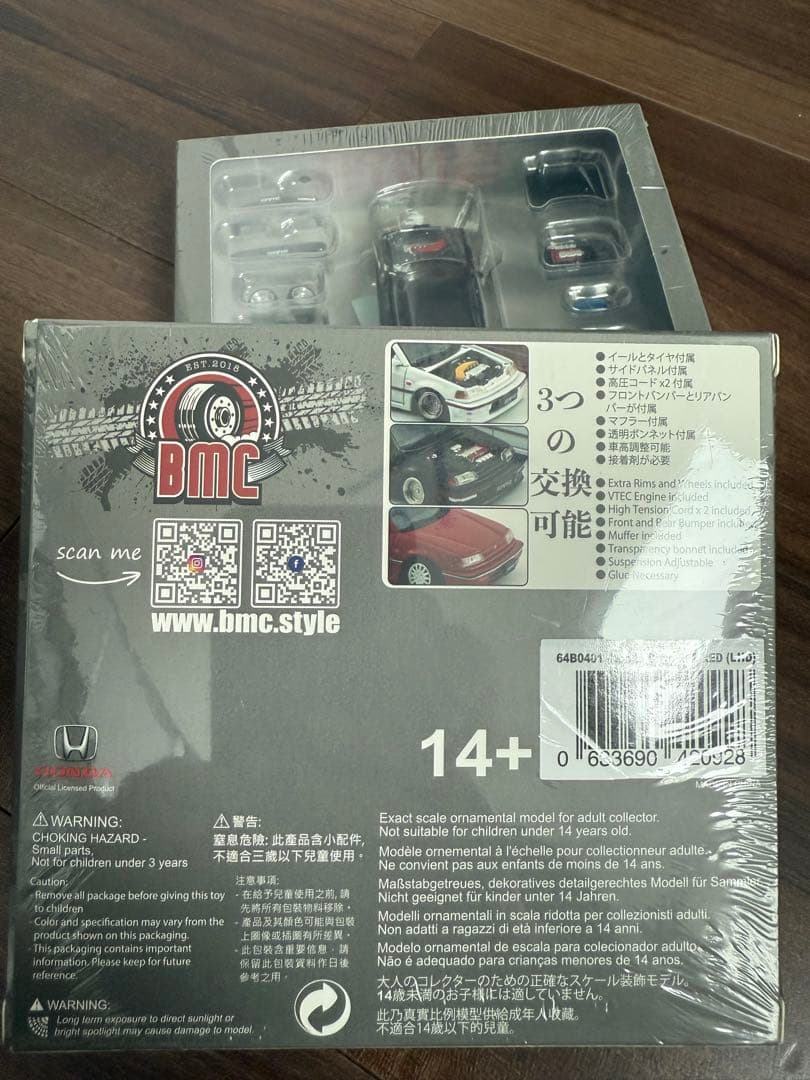 EST.2018
BMC
scan me
www.bmc.style
3つ
の
交換
可能
●イールとタイヤ付属
●サイドパネル付属
●高圧コード x2 付属
●フロントバンパーとリアバン
パーが付属
●マフラー付属
●透明ボンネット付属
●車高調整可能
●接着剤が必要
● Extra Rims and Wheels included
● VTEC Engine included
● High Tension Cord x 2 included
● Front and Rear Bumper included
● Muffer included
● Transparency bonnet included
● Suspension Adjustable
● Glue Necessary
64B0401 RED (LHD)
0 633690 420928
14+
HONDA
Official Licensed Product
WARNING:
CHOKING HAZARD -
Small parts,
Not for children under 3 years
Caution:
-Remove all package before giving this toy
to children
-Color and specification may vary from the
product shown on this packaging.
-This packaging contains important
information. Please keep for future
reference.
警告:
窒息危險: 此產品含小配件,
不適合三歲以下兒童使用。
注意事項:
- 在給予兒童使用之前, 請
先將所有包裝物料移除。
- 產品及其顏色可能與包裝
上圖像或插圖有所差異。
- 此包裝含重要信息, 請
保留此包裝資料作日後
參考之用。
WARNING:
Long term exposure to direct sunlight or
bright spotlight may cause damage to model.
Exact scale ornamental model for adult collector.
Not suitable for children under 14 years old.
Modèle ornemental à l'échelle pour collectionneur adulte.
Ne convient pas aux enfants de moins de 14 ans.
Maßstabgetreues, dekoratives detailgerechtes Modell für Sammler
Nicht geeignet für kinder unter 14 Jahren.
Modelli ornamentali in scala ridotta per collezionisti adulti.
Non adatti a ragazzi di età inferiore a 14 anni.
Modelo ornamental de escala para colecionador adulto
Não é adequado para crianças menores de 14 anos.
大人のコレクターのための正確なスケール装飾モデル。
14歳未満のお子様には適していません。
此乃真實比例模型供給成年人收藏。
不適合14歲以下的兒童。